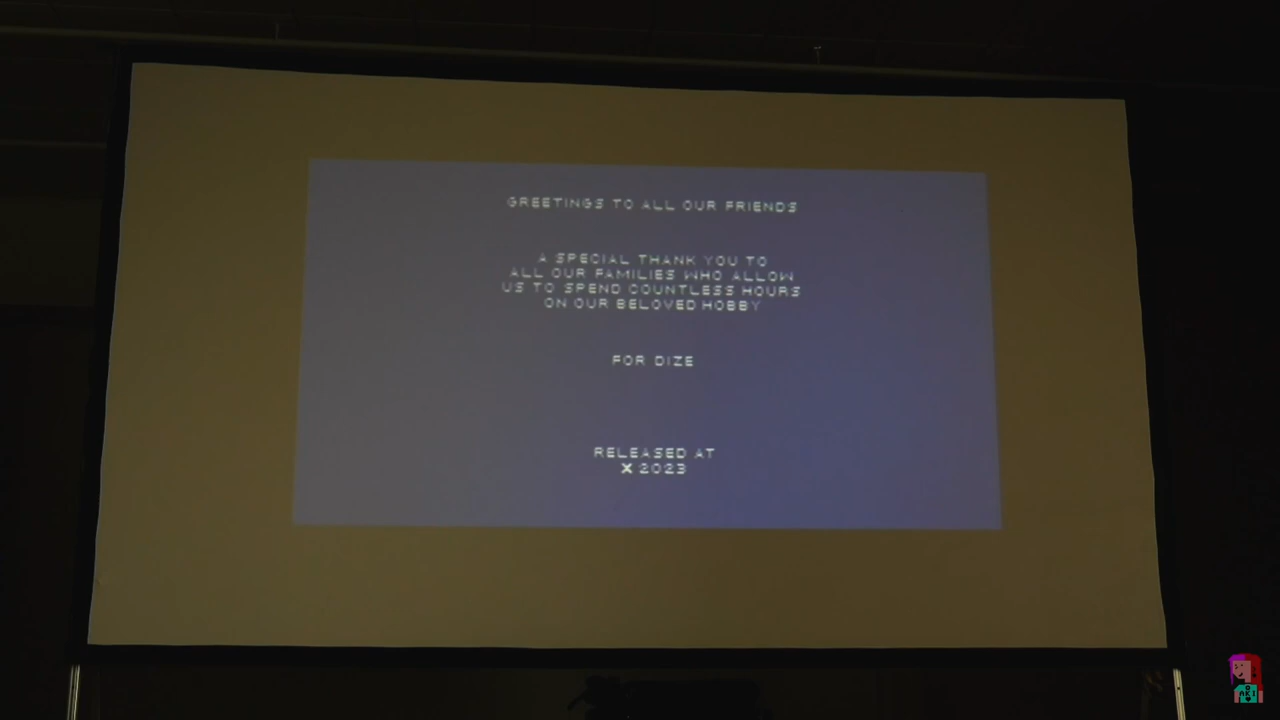 GREETINGS TO ALL OUR FRIENDS
A SPECIAL THANK YOU TO
ALL OUR FAMILIES WHO ALLOW
US TO SPEND COUNTLESS HOURS
ON OUR BELOVED HOBBY
FOR DIZE
RELEASED AT
X 2023